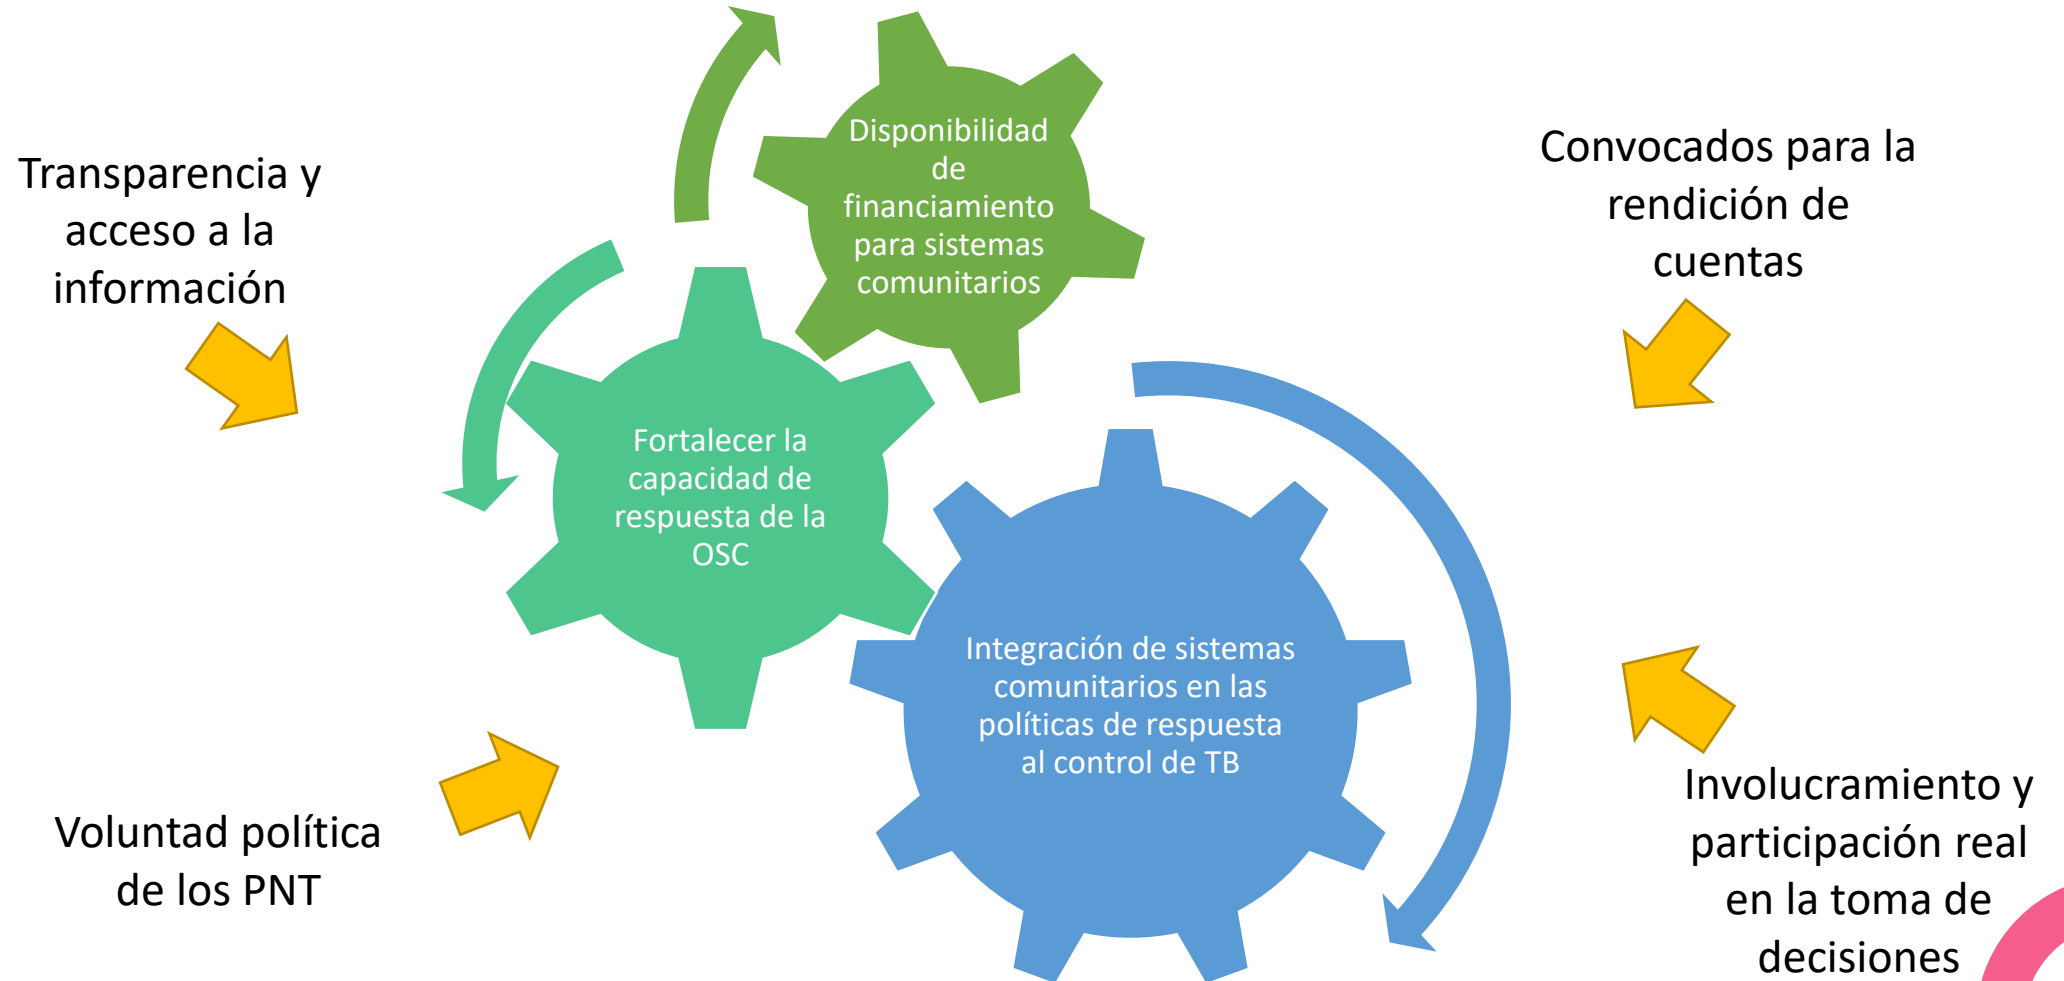 Transparencia y
acceso a la
información
Disponibilidad
de
financiamiento
para sistemas
comunitarios
Convocados para la
rendición de
cuentas
Fortalecer la
capacidad de
respuesta de la
OSC
Integración de sistemas
comunitarios en las
políticas de respuesta
al control de TB
Voluntad política
de los PNT
Involucramiento y
participación real
en la toma de
decisiones